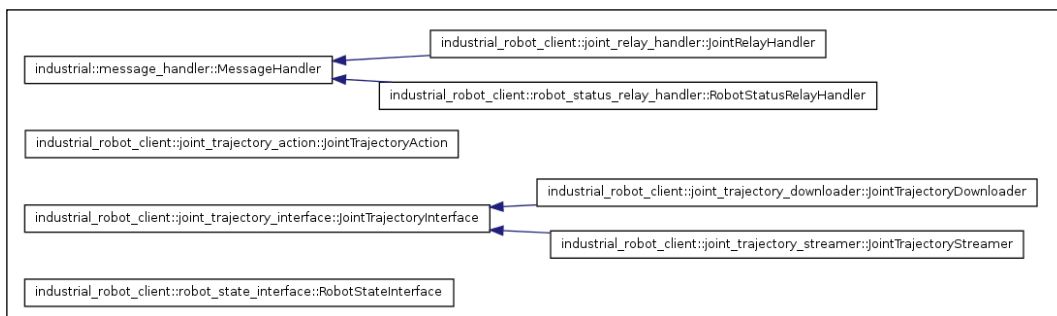 industrial_robot_client::joint_relay_handler::JointRelayHandler
industrial::message_handler::MessageHandler
industrial_robot_client::robot_status_relay_handler::RobotStatusRelayHandler
industrial_robot_client::joint_trajectory_action::JointTrajectoryAction
industrial_robot_client::joint_trajectory_downloader::JointTrajectoryDownloader
industrial_robot_client::joint_trajectory_interface::JointTrajectoryInterface
industrial_robot_client::joint_trajectory_streamer::JointTrajectoryStreamer
industrial_robot_client::robot_state_interface::RobotStateInterface